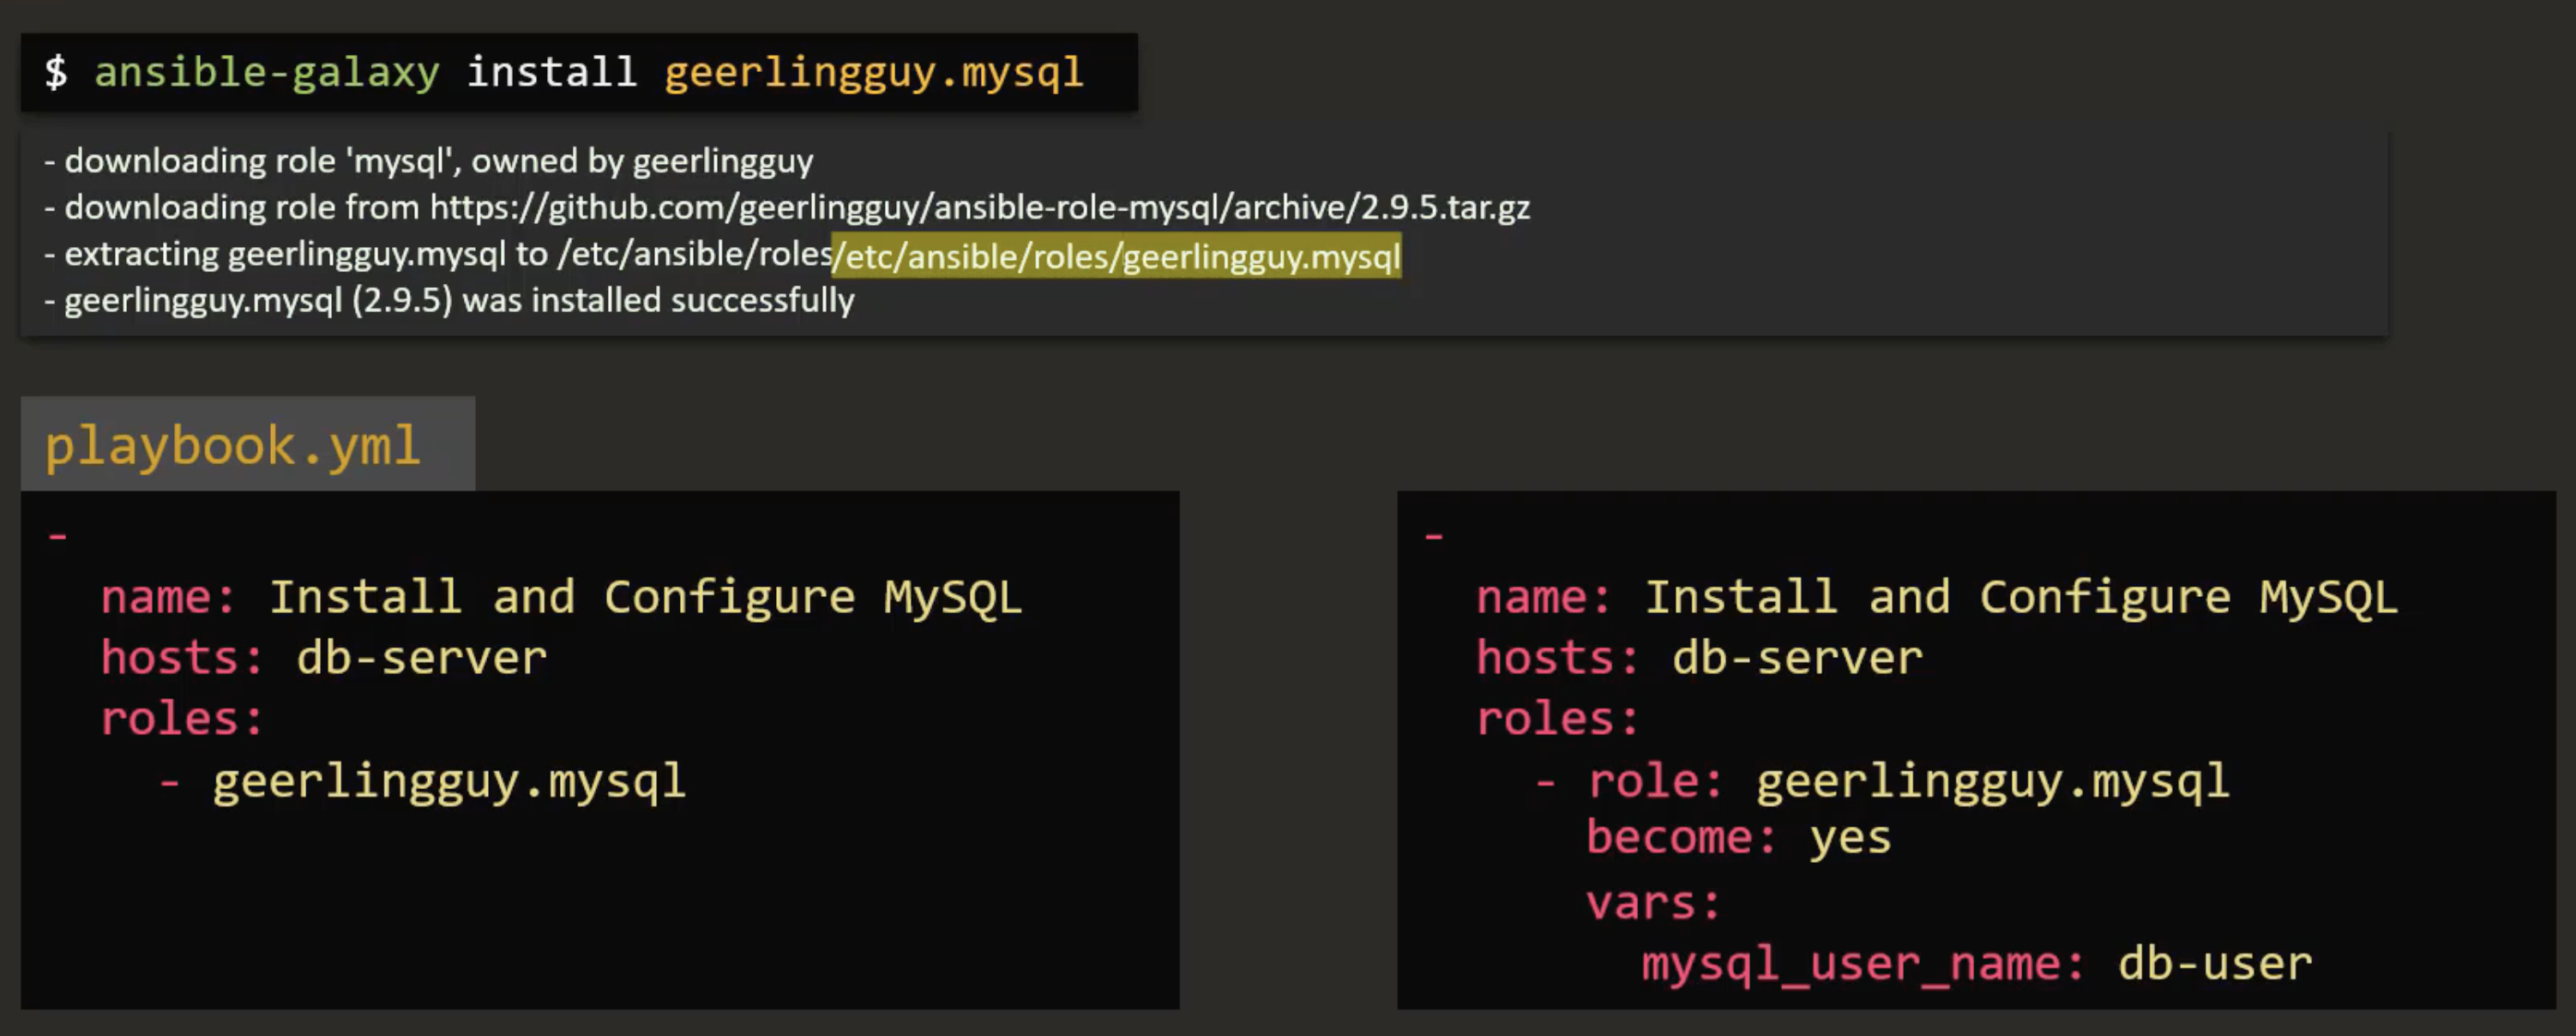 $ ansible-galaxy install geerlingguy.mysql
- downloading role 'mysql', owned by geerlingguy
- downloading role from https://github.com/geerlingguy/ansible-role-mysql/archive/2.9.5.tar.gz
- extracting geerlingguy.mysql to /etc/ansible/roles/etc/ansible/roles/geerlingguy.mysql
- geerlingguy.mysql (2.9.5) was installed successfully
playbook.yml
-
name: Install and Configure MySQL
hosts: db-server
roles:
- geerlingguy.mysql
-
name: Install and Configure MySQL
hosts: db-server
roles:
- role: geerlingguy.mysql
become: yes
vars:
mysql_user_name: db-user